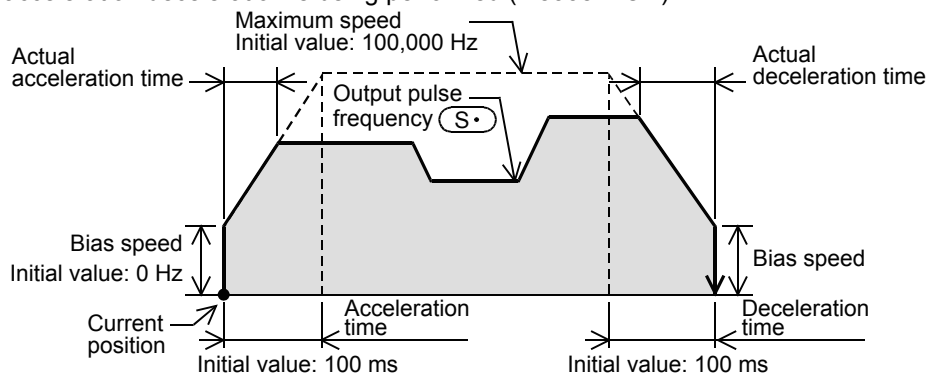 Maximum speed
Initial value: 100,000 Hz
Actual
acceleration time
Actual
deceleration time
Output pulse
frequency S•
Bias speed
Initial value: 0 Hz
Bias speed
Current
position
Acceleration
time
Deceleration
time
Initial value: 100 ms
Initial value: 100 ms